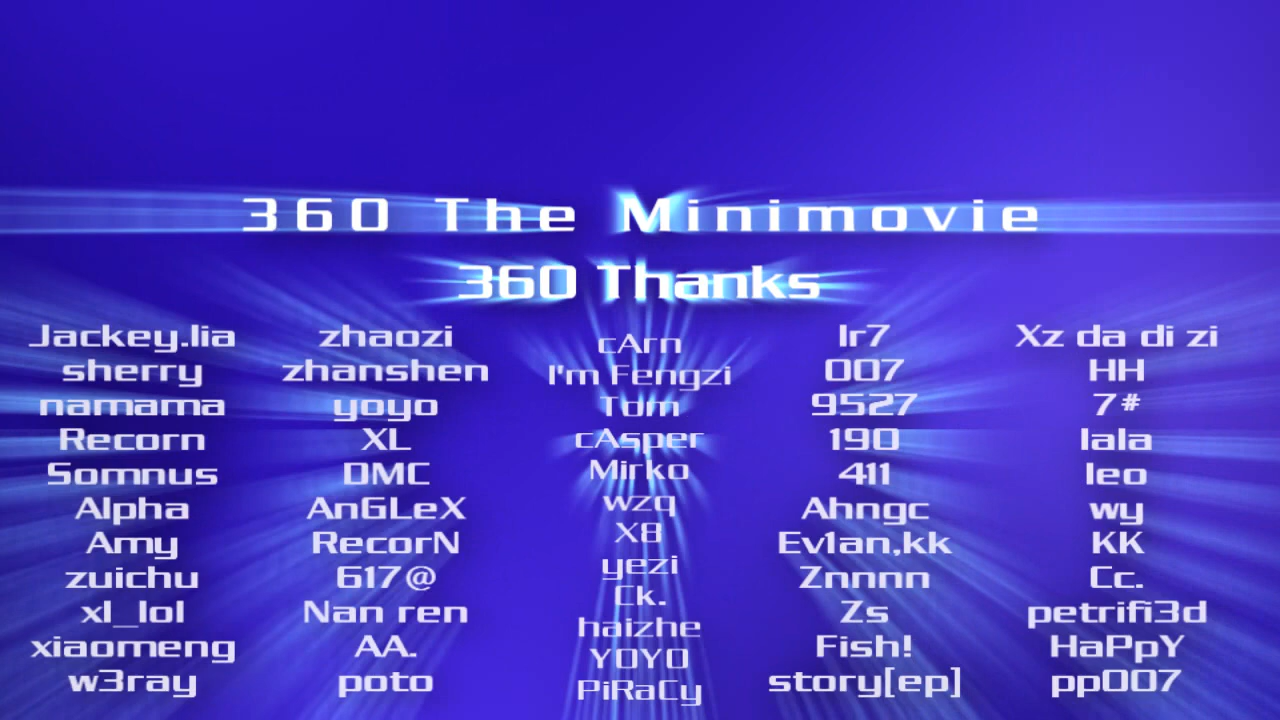 360 The Minimovie
360 Thanks
Jackey.lia
sherry
namama
Recorn
Somnus
Alpha
Amy
zuichu
xl_lol
xiaomeng
w3ray
zhaozi
zhanshen
yoyo
XL
DMC
AnGLeX
RecorN
617@
Nan ren
AA.
poto
cArn
I'm Fengzi
Tom
cAsper
Mirko
wzq
X8
yezi
Ck.
haizhe
YOYO
PiRaCy
lr7
007
9527
190
411
Ahngc
Ev1an,kk
Znnnn
Zs
Fish!
story[ep]
Xz da di zi
HH
7#
lala
leo
wy
KK
Cc.
petrifi3d
HaPpY
pp007